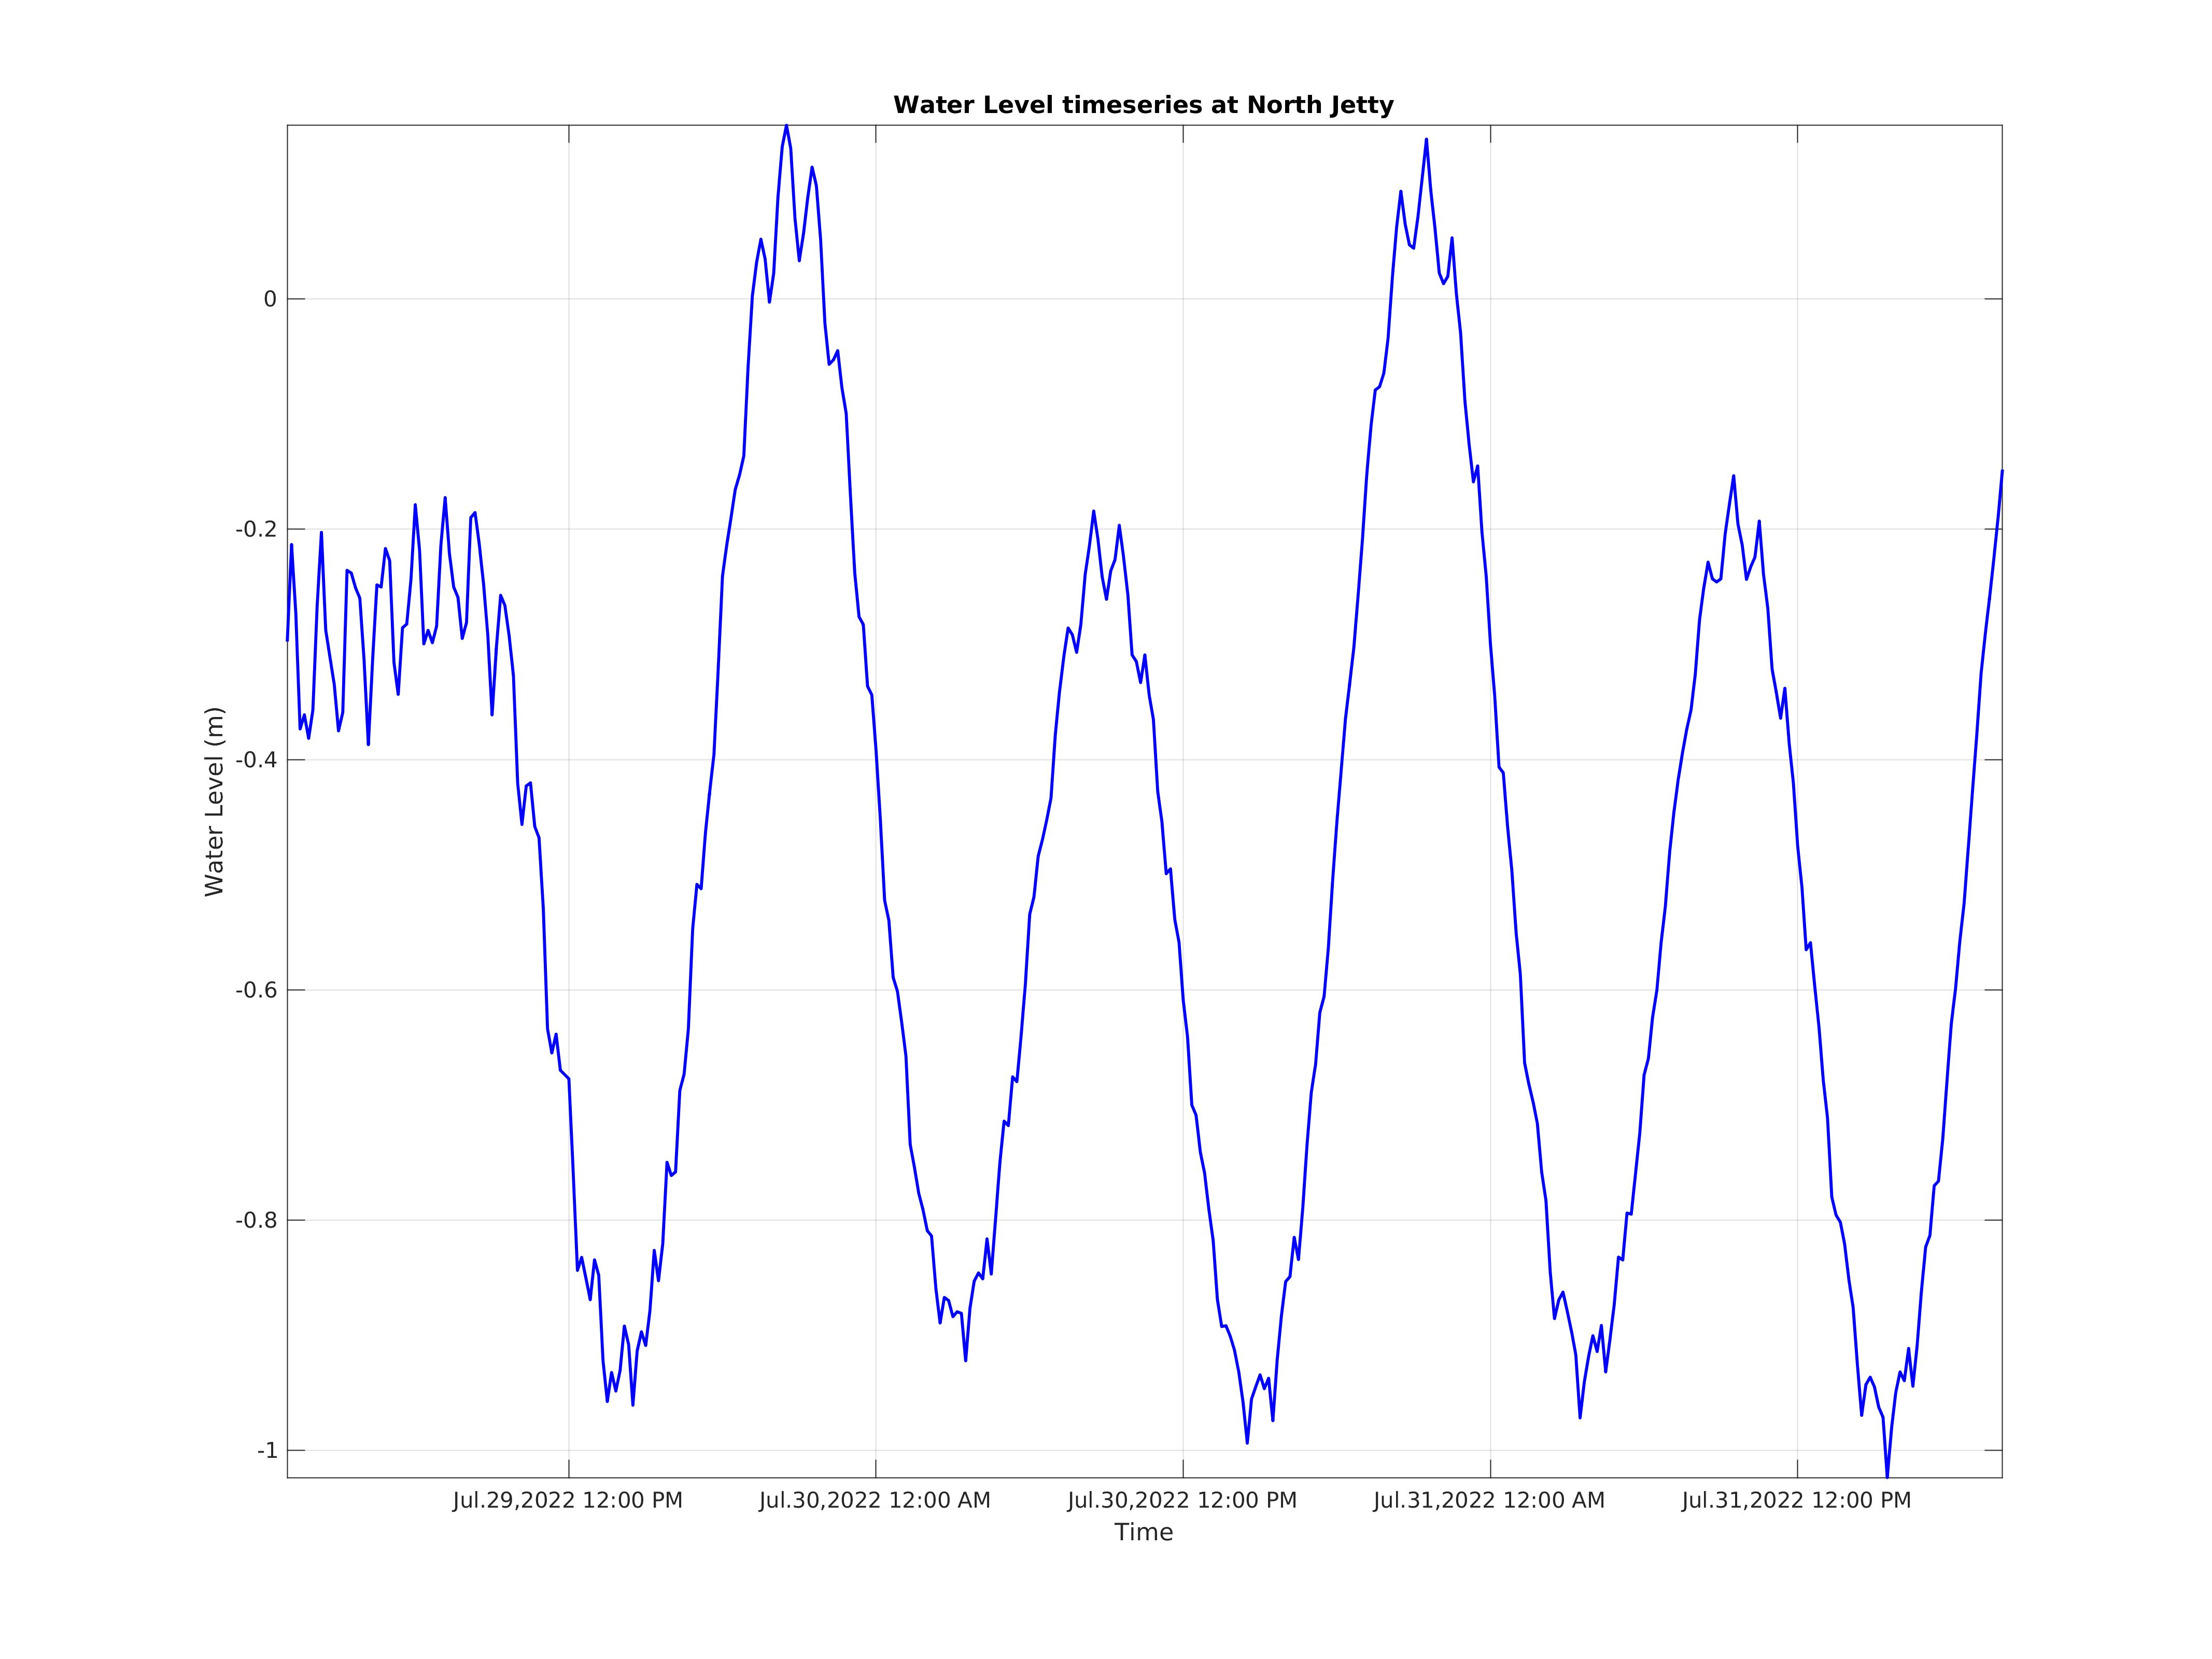 Water Level timeseries at North Jetty
0
-0.2
-0.4
-0.6
-0.8
-1
Water Level (m)
Jul.29,2022 12:00 PM
Jul.30,2022 12:00 AM
Jul.30,2022 12:00 PM
Jul.31,2022 12:00 AM
Jul.31,2022 12:00 PM
Time